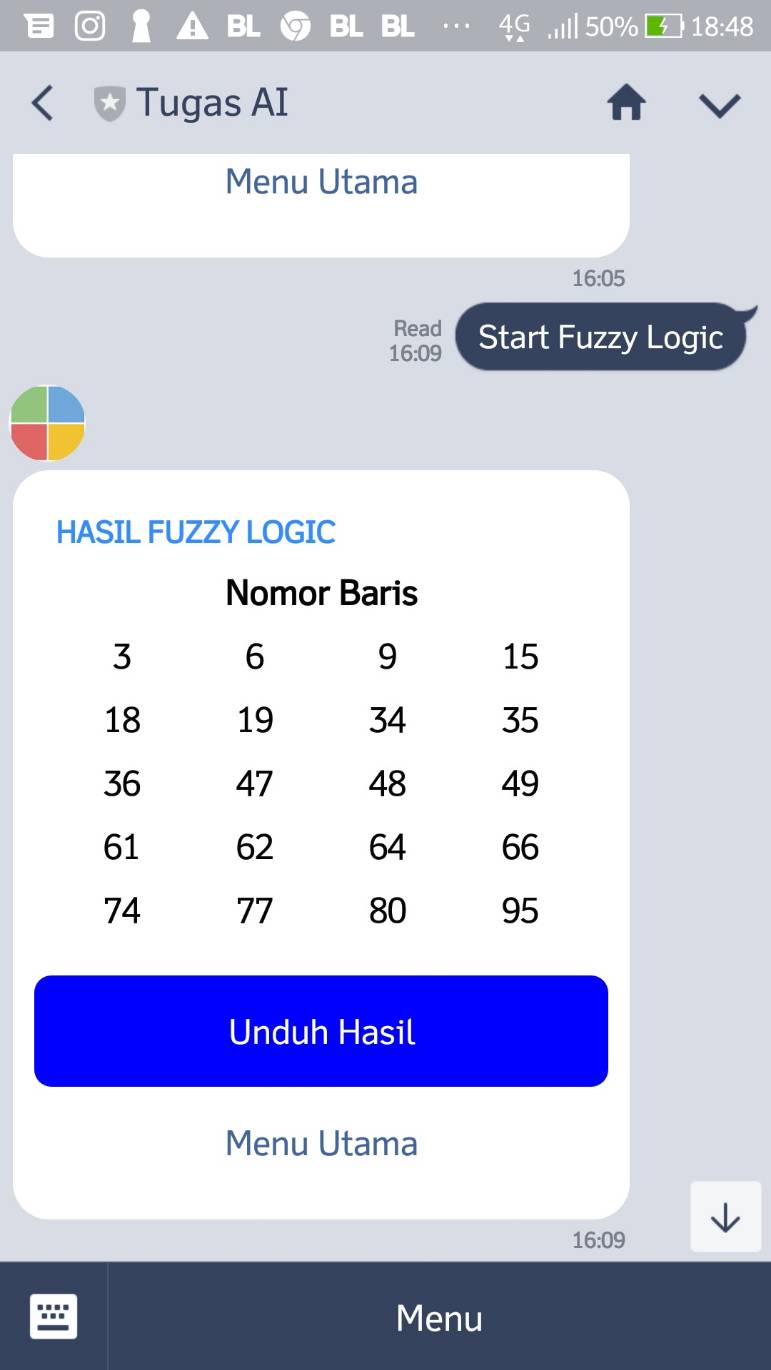 BL BL BL ... 4G 50% 18:48
Tugas AI
Menu Utama
16:05
Read
16:09
Start Fuzzy Logic
HASIL FUZZY LOGIC
Nomor Baris
3 6 9 15
18 19 34 35
36 47 48 49
61 62 64 66
74 77 80 95
Unduh Hasil
Menu Utama
16:09
Menu